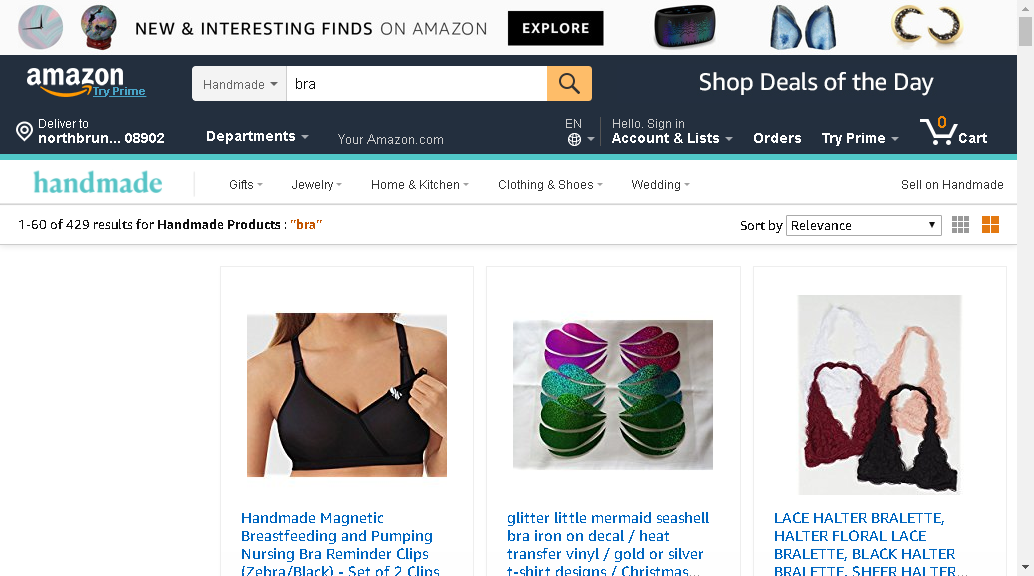 NEW & INTERESTING FINDS ON AMAZON EXPLORE
amazon
Try Prime
Handmade bra
Shop Deals of the Day
Deliver to
northbrun... 08902
Departments
Your Amazon.com
EN
Hello. Sign in
Account & Lists
Orders
Try Prime
0
Cart
handmade
Gifts Jewelry Home & Kitchen Clothing & Shoes Wedding Sell on Handmade
1-60 of 429 results for Handmade Products : "bra"
Sort by Relevance
Handmade Magnetic
Breastfeeding and Pumping
Nursing Bra Reminder Clips
(Zebra/Black) - Set of 2 Clips
glitter little mermaid seashell
bra iron on decal / heat
transfer vinyl / gold or silver
t-shirt designs / Christmas...
LACE HALTER BRALETTE,
HALTER FLORAL LACE
BRALETTE, BLACK HALTER
BRALETTE, SHEER HALTER...